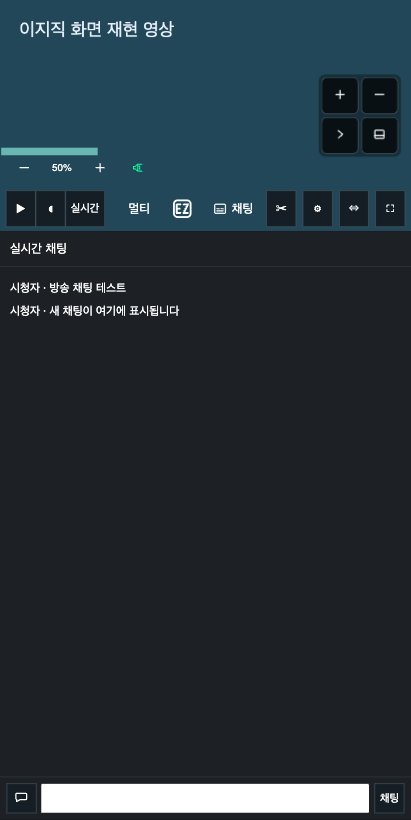 이지직 화면 재현 영상
+ −
− 50% +
실시간 멀티 EZ 채팅
실시간 채팅
시청자 · 방송 채팅 테스트
시청자 · 새 채팅이 여기에 표시됩니다
채팅